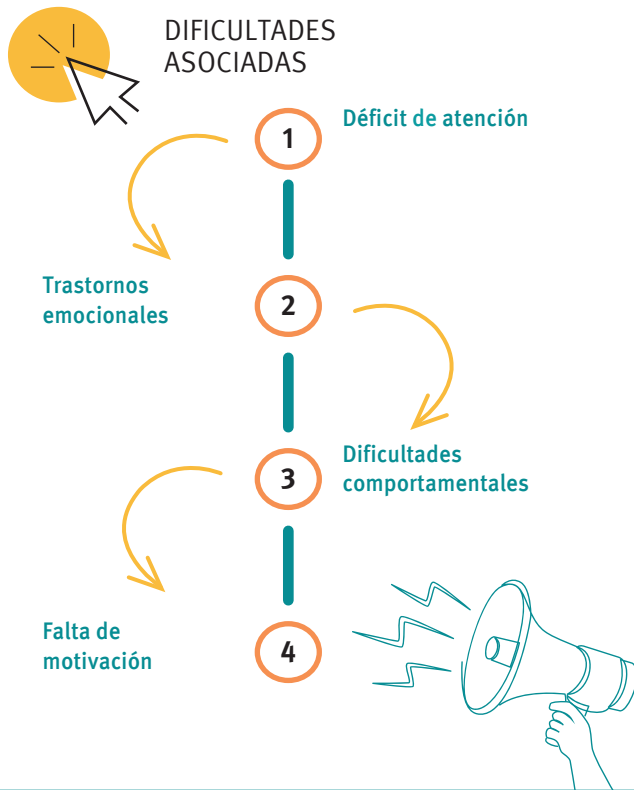 DIFICULTADES
ASOCIADAS
1
Déficit de atención
Trastornos
emocionales
2
3
Dificultades
comportamentales
Falta de
motivación
4